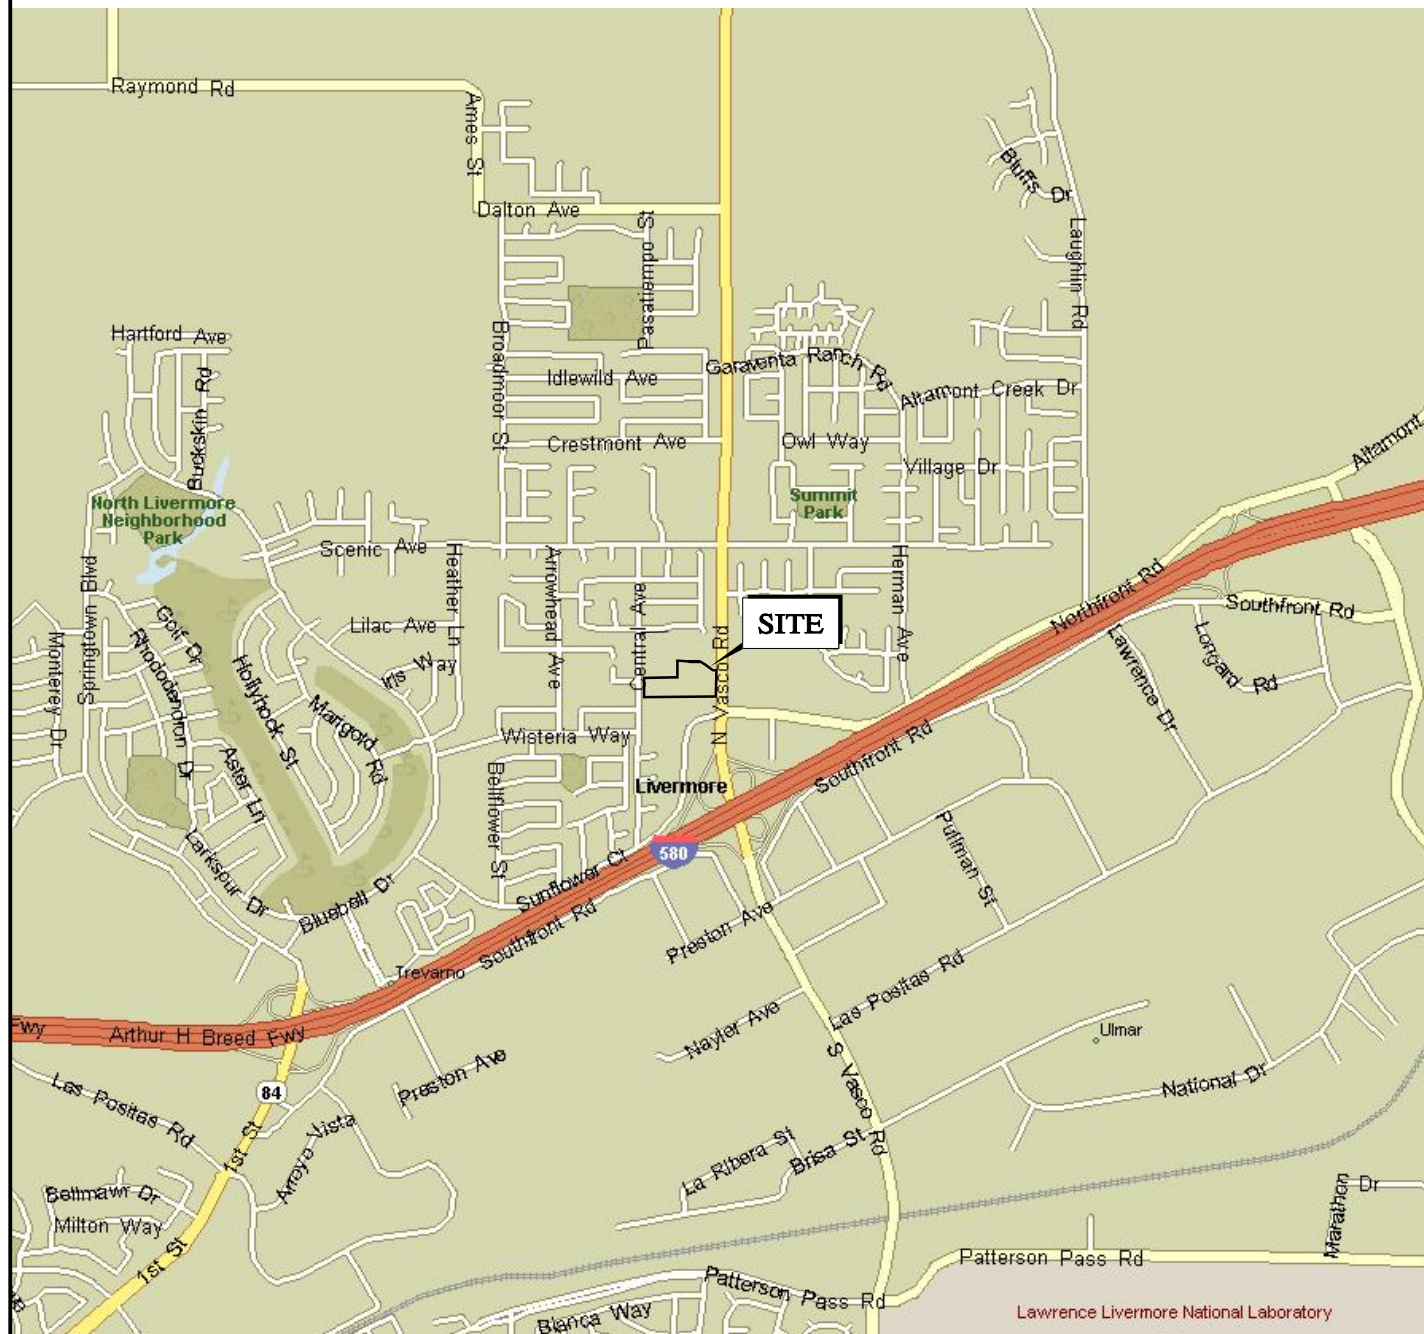 Raymond Rd
Ames St
Dalton Ave
Bluffs Dr
Laughlin Rd
Pasatiempo St
Hartford Ave
Broadmoor St
Buckskin Rd
Idlewild Ave
Garaventa Ranch Rd
Altamont Creek Dr
Crestmont Ave
Owl Way
Village Dr
Altamont
North Livermore
Neighborhood
Park
Summit
Park
Scenic Ave
Heather Ln
Arrowhead Ave
Central Ave
Herman Ave
Northfront Rd
Southfront Rd
Springtown Blvd
Monterey Dr
Golf Dr
Rhododendron Dr
Lilac Ave
Iris Way
Hollyhock St
Marigold Rd
SITE
N Vasco Rd
Lawrence Dr
Longard Rd
Wisteria Way
Aster Ln
Bellflower St
Livermore
Southfront Rd
580
Pullman St
Larkspur Dr
Bluebell Dr
Sunflower Ct
Southfront Rd
Preston Ave
Trevarno
Las Positas Rd
Fwy
Arthur H Breed Fwy
Nayler Ave
Ulmar
84
Preston Ave
S Vasco Rd
National Dr
Las Positas Rd
1st St
Arroyo Vista
La Ribera St
Brisa St
Bellmawr Dr
Milton Way
Marathon Dr
1st St
Patterson Pass Rd
Patterson Pass Rd
Blanca Way
Lawrence Livermore National Laboratory